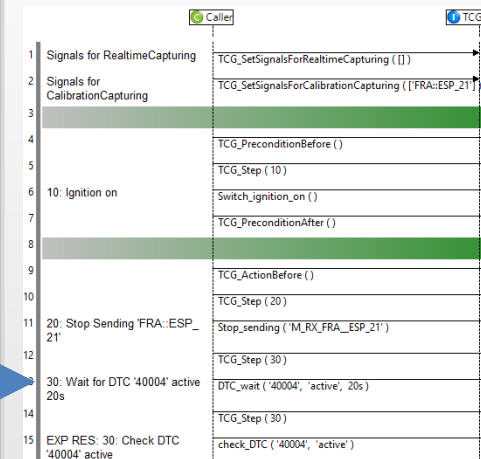 Caller
TCG
1 Signals for RealtimeCapturing TCG_SetSignalsForRealtimeCapturing ( [] )
2 Signals for
CalibrationCapturing TCG_SetSignalsForCalibrationCapturing ( ['FRA::ESP_21'] )
3
4 TCG_PreconditionBefore ( )
5 TCG_Step ( 10 )
6 10: Ignition on Switch_ignition_on ( )
7 TCG_PreconditionAfter ( )
8
9 TCG_ActionBefore ( )
10 TCG_Step ( 20 )
11 20: Stop Sending 'FRA::ESP_
21' Stop_sending ( 'M_RX_FRA__ESP_21' )
12 TCG_Step ( 30 )
30: Wait for DTC '40004' active
20s DTC_wait ( '40004', 'active', 20s )
14 TCG_Step ( 30 )
15 EXP RES: 30: Check DTC
'40004' active check_DTC ( '40004', 'active' )